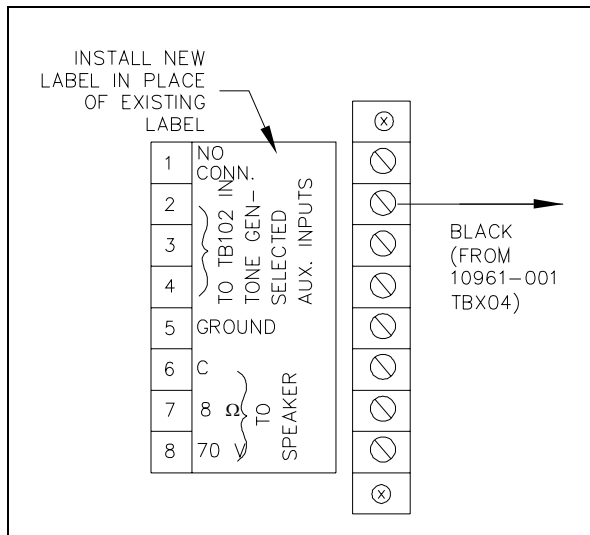 INSTALL NEW
LABEL IN PLACE
OF EXISTING
LABEL
1 NO
CONN.
2
3
4
TO TB102 IN
TONE GEN-
SELECTED
AUX. INPUTS
5 GROUND
6 C
7 8 Ω
8 70 V
TO
SPEAKER
BLACK
(FROM
10961-001
TBX04)